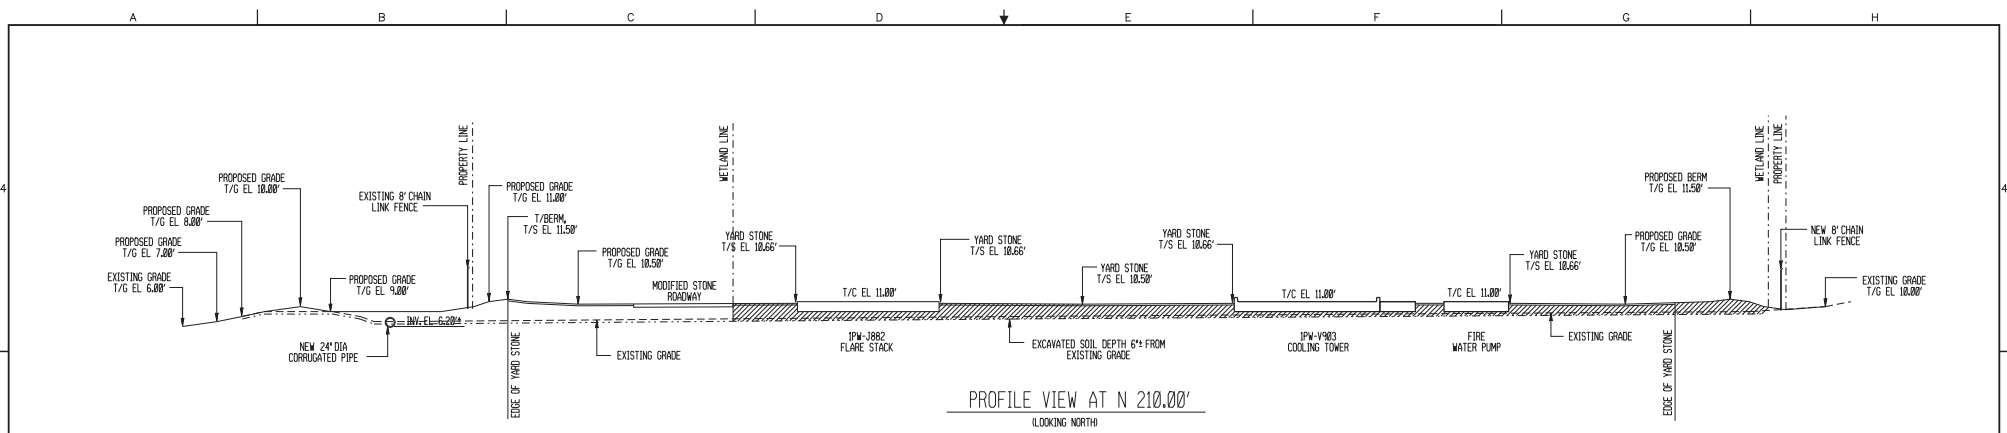 A B C D E F G H
4
4
PROPERTY LINE
WETLAND LINE
WETLAND LINE
PROPERTY LINE
PROPOSED GRADE
T/G EL 10.00'
PROPOSED GRADE
T/G EL 8.00'
PROPOSED GRADE
T/G EL 7.00'
EXISTING GRADE
T/G EL 6.00'
EXISTING 8' CHAIN
LINK FENCE
PROPOSED GRADE
T/G EL 9.00'
PROPOSED GRADE
T/G EL 11.00'
T/BERM,
T/S EL 11.50'
PROPOSED GRADE
T/G EL 10.50'
MODIFIED STONE
ROADWAY
YARD STONE
T/S EL 10.66'
T/C EL 11.00'
YARD STONE
T/S EL 10.66'
YARD STONE
T/S EL 10.50'
YARD STONE
T/S EL 10.66'
T/C EL 11.00'
T/C EL 11.00'
YARD STONE
T/S EL 10.66'
PROPOSED GRADE
T/G EL 10.50'
PROPOSED BERM
T/G EL 11.50'
NEW 8' CHAIN
LINK FENCE
EXISTING GRADE
T/G EL 10.00'
INV. EL 6.20'±
NEW 24" DIA
CORRUGATED PIPE
EDGE OF YARD STONE
EXISTING GRADE
1PW-J882
FLARE STACK
EXCAVATED SOIL DEPTH 6"± FROM
EXISTING GRADE
1PW-V903
COOLING TOWER
FIRE
WATER PUMP
EXISTING GRADE
EDGE OF YARD STONE
PROFILE VIEW AT N 210.00'
(LOOKING NORTH)